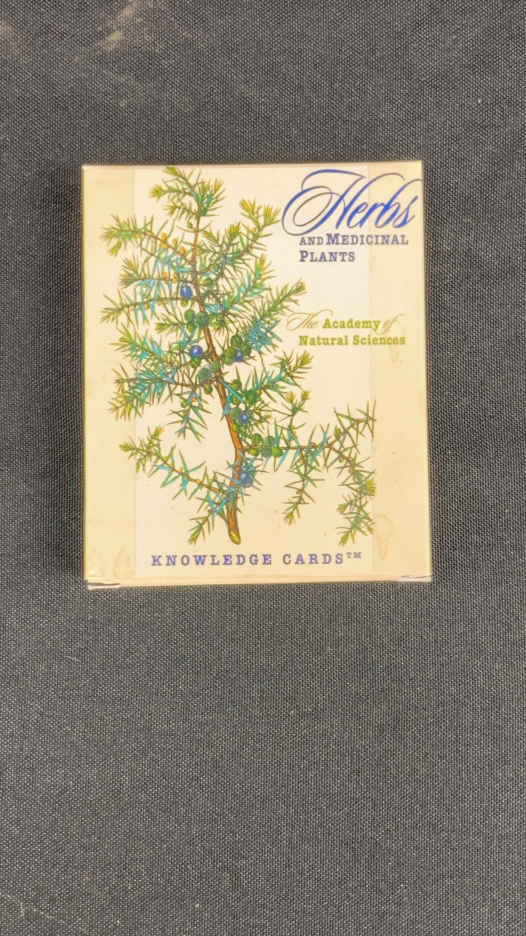 Herbs
AND MEDICINAL
PLANTS
The Academy of
Natural Sciences
KNOWLEDGE CARDS™